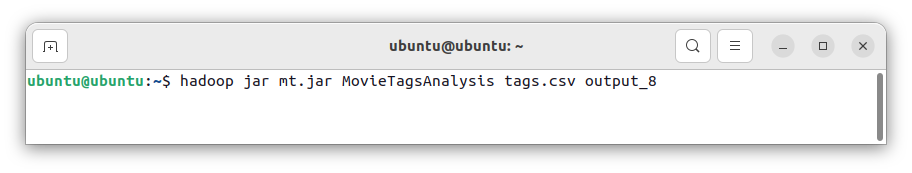 ubuntu@ubuntu: ~
ubuntu@ubuntu:~$ hadoop jar mt.jar MovieTagsAnalysis tags.csv output_8